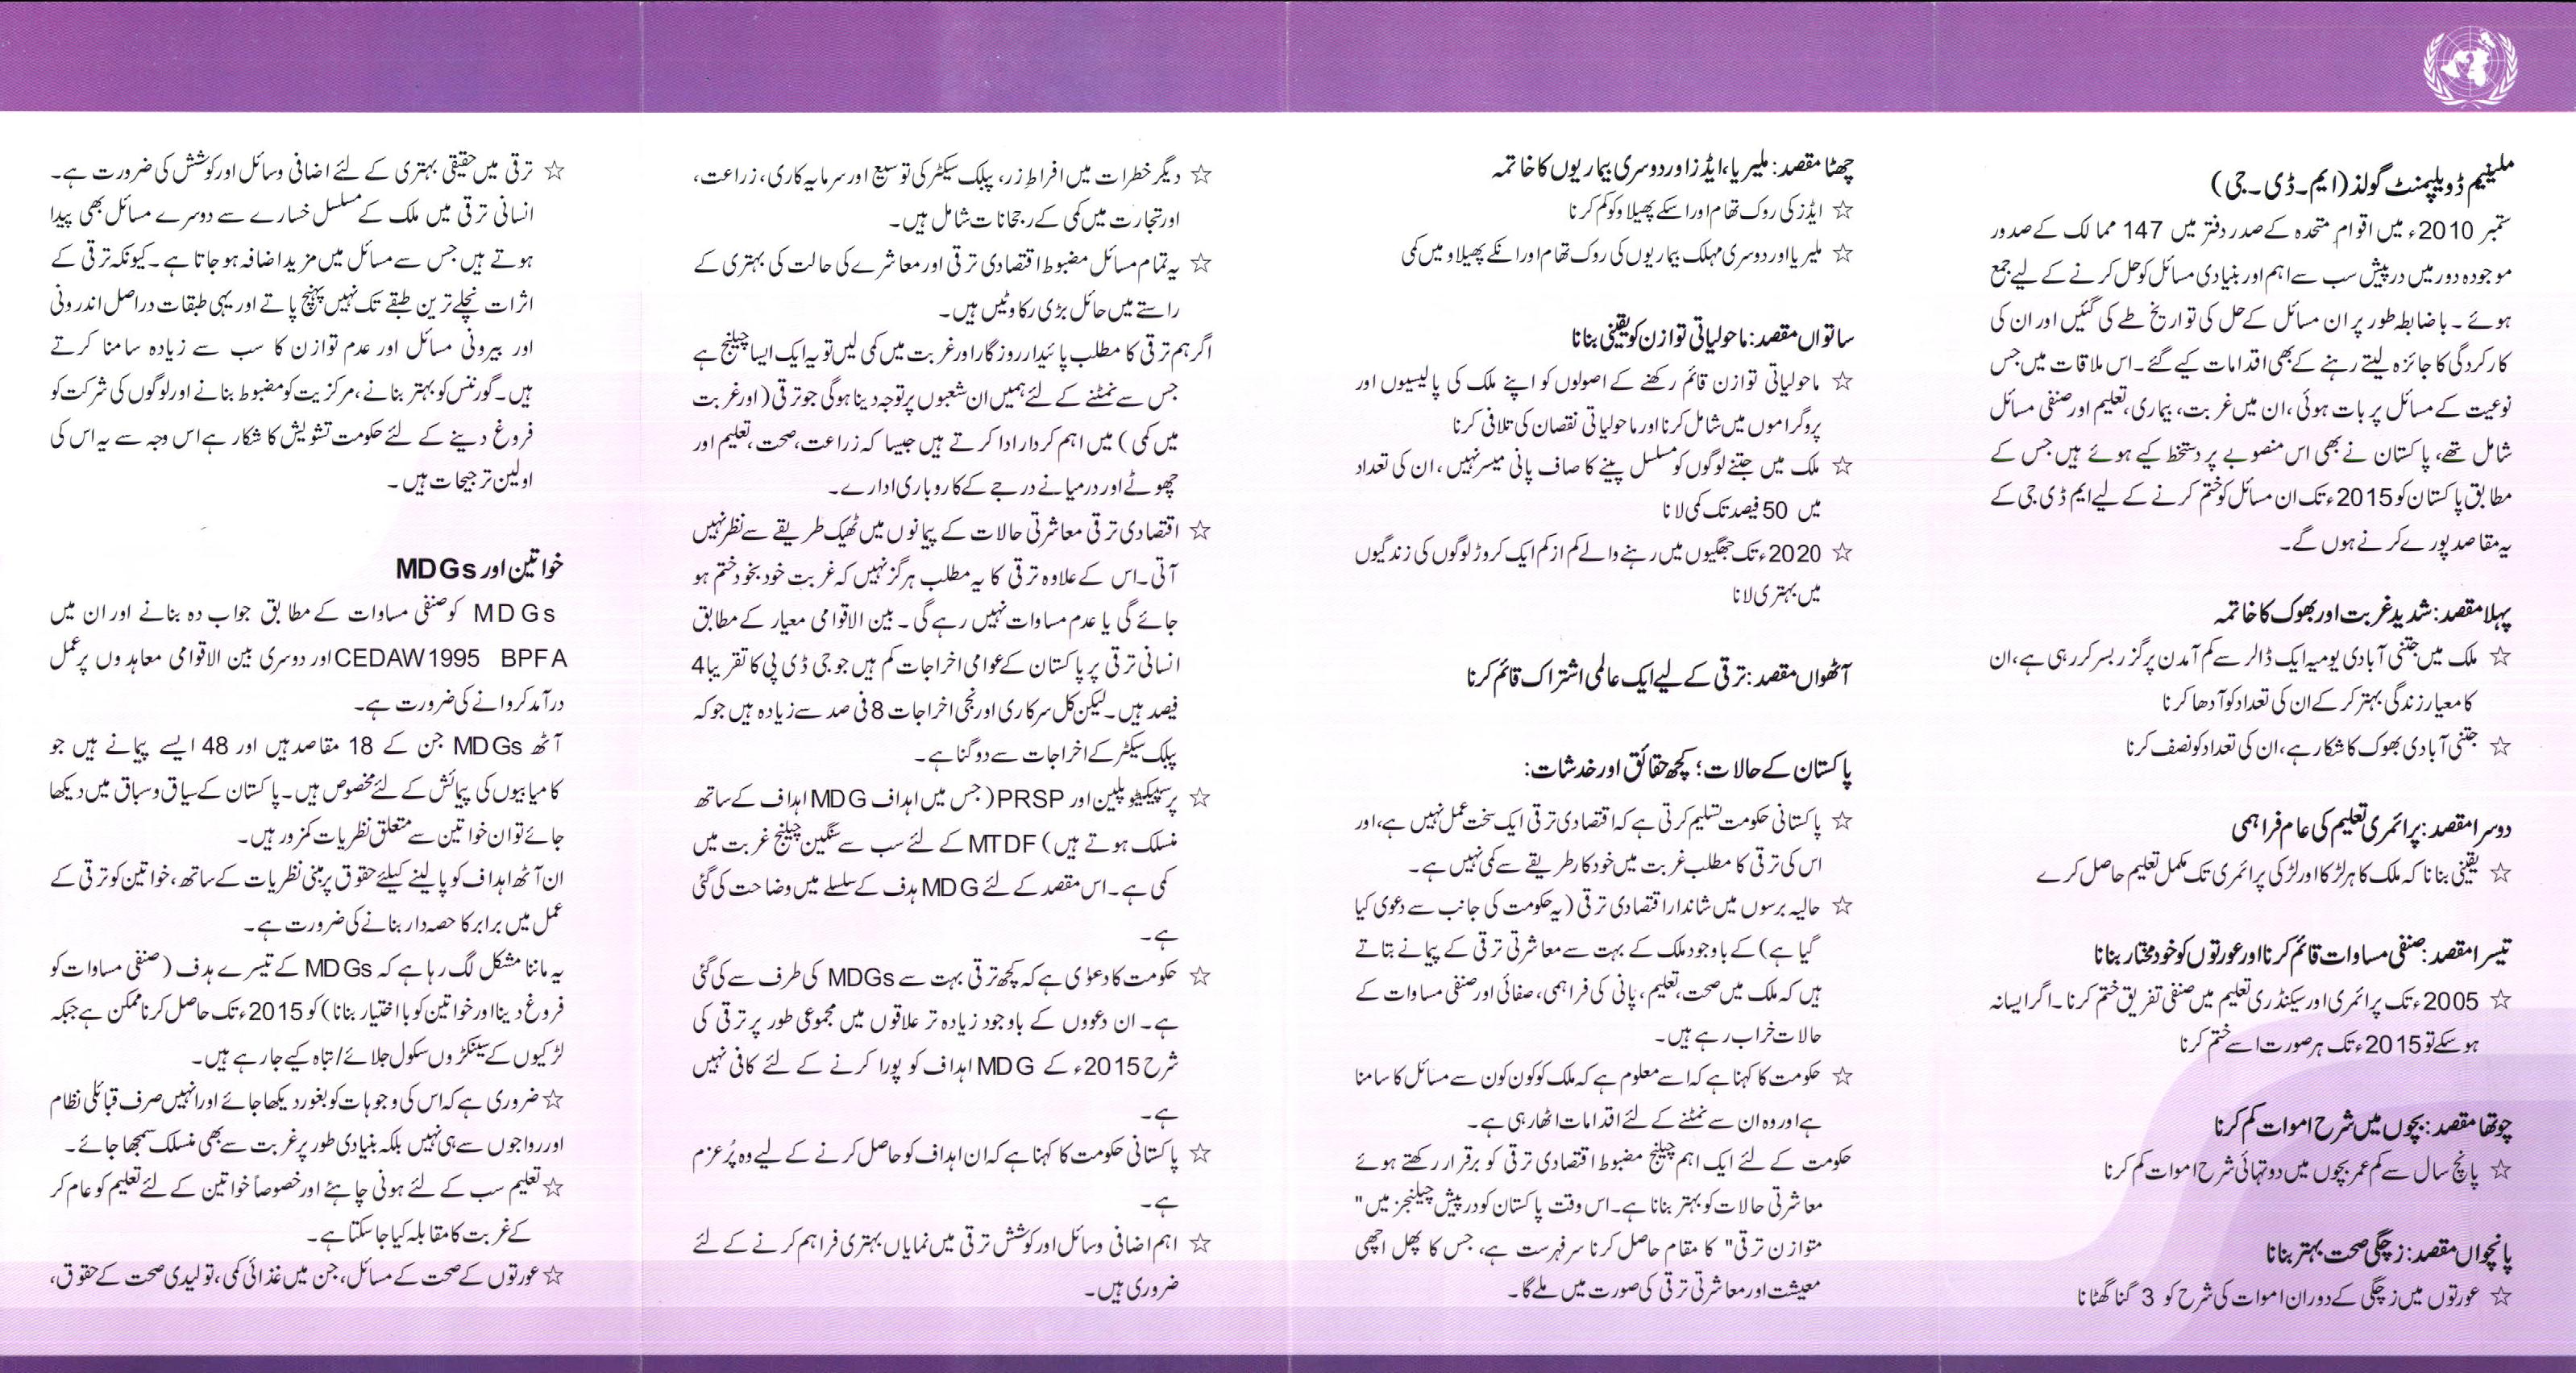 ملینیم ڈویلپمنٹ گولز (ایم۔ڈی۔جی)
ستمبر 2010ء میں اقوام متحدہ کے صدر دفتر میں 147 ممالک کے صدور
موجودہ دور میں درپیش سب سے اہم اور بنیادی مسائل کو حل کرنے کے لیے جمع
ہوئے ۔ باضابطہ طور پر ان مسائل کے حل کی تواریخ طے کی گئیں اور ان کی
کارکردگی کا جائزہ لیتے رہنے کے بھی اقدامات کیے گئے۔ اس ملاقات میں جس
نوعیت کے مسائل پر بات ہوئی ،ان میں غربت، بیماری، تعلیم اور صنفی مسائل
شامل تھے، پاکستان نے بھی اس منصوبے پر دستخط کیے ہوئے ہیں جس کے
مطابق پاکستان کو 2015ء تک ان مسائل کو ختم کرنے کے لیے ایم ڈی جی کے
یہ مقاصد پورے کرنے ہوں گے۔
پہلا مقصد: شدید غربت اور بھوک کا خاتمہ
☆ ملک میں جتنی آبادی یومیہ ایک ڈالر سے کم آمدن پر گزر بسر کر رہی ہے، ان
کا معیار زندگی بہتر کر کے ان کی تعداد کو آدھا کرنا
☆ جتنی آبادی بھوک کا شکار ہے، ان کی تعداد کو نصف کرنا
دوسرا مقصد: پرائمری تعلیم کی عام فراہمی
☆ یقینی بنانا کہ ملک کا ہر لڑکا اور لڑکی پرائمری تک مکمل تعلیم حاصل کرے
تیسرا مقصد: صنفی مساوات قائم کرنا اور عورتوں کو خود مختار بنانا
☆ 2005ء تک پرائمری اور سیکنڈری تعلیم میں صنفی تفریق ختم کرنا ۔ اگر ایسا نہ
ہو سکے تو 2015ء تک ہر صورت اسے ختم کرنا
چوتھا مقصد: بچوں میں شرح اموات کم کرنا
☆ پانچ سال سے کم عمر بچوں میں دو تہائی شرح اموات کم کرنا
پانچواں مقصد: زچگی صحت بہتر بنانا
☆ عورتوں میں زچگی کے دوران اموات کی شرح کو 3 گنا گھٹانا
چھٹا مقصد: ملیریا، ایڈز اور دوسری بیماریوں کا خاتمہ
☆ ایڈز کی روک تھام اور اسکے پھیلاو کو کم کرنا
☆ ملیریا اور دوسری مہلک بیماریوں کی روک تھام اور انکے پھیلاو میں کمی
ساتواں مقصد: ماحولیاتی توازن کو یقینی بنانا
☆ ماحولیاتی توازن قائم رکھنے کے اصولوں کو اپنے ملک کی پالیسیوں اور
پروگراموں میں شامل کرنا اور ماحولیاتی نقصان کی تلافی کرنا
☆ ملک میں جتنے لوگوں کو مسلسل پینے کا صاف پانی میسر نہیں ، ان کی تعداد
میں 50 فیصد تک کمی لانا
☆ 2020ء تک جھگیوں میں رہنے والے کم از کم ایک کروڑ لوگوں کی زندگیوں
میں بہتری لانا
آٹھواں مقصد: ترقی کے لیے ایک عالمی اشتراک قائم کرنا
پاکستان کے حالات ؛ کچھ حقائق اور خدشات:
☆ پاکستانی حکومت تسلیم کرتی ہے کہ اقتصادی ترقی ایک سخت عمل نہیں ہے، اور
اس کی ترقی کا مطلب غربت میں خود کار طریقے سے کمی نہیں ہے ۔
☆ حالیہ برسوں میں شاندار اقتصادی ترقی (یہ حکومت کی جانب سے دعویٰ کیا
گیا ہے) کے باوجود ملک کے بہت سے معاشرتی ترقی کے پیمانے بتاتے
ہیں کہ ملک میں صحت، تعلیم ، پانی کی فراہمی، صفائی اور صنفی مساوات کے
حالات خراب رہے ہیں۔
☆ حکومت کا کہنا ہے کہ اسے معلوم ہے کہ ملک کو کون کون سے مسائل کا سامنا
ہے اور وہ ان سے نمٹنے کے لئے اقدامات اٹھا رہی ہے۔
حکومت کے لئے ایک اہم چیلنج مضبوط اقتصادی ترقی کو برقرار رکھتے ہوئے
معاشرتی حالات کو بہتر بنانا ہے۔ اس وقت پاکستان کو درپیش چیلنجز میں "
متوازن ترقی" کا مقام حاصل کرنا سر فہرست ہے، جس کا پھل اچھی
معیشت اور معاشرتی ترقی کی صورت میں ملے گا ۔
☆ دیگر خطرات میں افراط زر، پبلک سیکٹر کی توسیع اور سرمایہ کاری، زراعت،
اور تجارت میں کمی کے رجحانات شامل ہیں۔
☆ یہ تمام مسائل مضبوط اقتصادی ترقی اور معاشرے کی حالت کی بہتری کے
راستے میں حائل بڑی رکاوٹیں ہیں۔
اگر ہم ترقی کا مطلب پائیدار روزگار اور غربت میں کمی لیں تو یہ ایک ایسا چیلنج ہے
جس سے نمٹنے کے لئے ہمیں ان شعبوں پر توجہ دینا ہوگی جو ترقی (اور غربت
میں کمی ) میں اہم کردار ادا کرتے ہیں جیسا کہ زراعت، صحت ، تعلیم اور
چھوٹے اور درمیانے درجے کے کاروباری ادارے۔
☆ اقتصادی ترقی معاشرتی حالات کے پیمانوں میں ٹھیک طریقے سے نظر نہیں
آتی۔ اس کے علاوہ ترقی کا یہ مطلب ہرگز نہیں کہ غربت خود بخود ختم ہو
جائے گی یا عدم مساوات نہیں رہے گی ۔ بین الاقوامی معیار کے مطابق
انسانی ترقی پر پاکستان کے عوامی اخراجات کم ہیں جو جی ڈی پی کا تقریبا 4
فیصد ہیں۔ لیکن کل سرکاری اور نجی اخراجات 8 فی صد سے زیادہ ہیں جو کہ
پبلک سیکٹر کے اخراجات سے دوگنا ہے۔
☆ پرسپیکٹیو پلین اور PRSP (جس میں اہداف MDG اہداف کے ساتھ
منسلک ہوتے ہیں) MTDF کے لئے سب سے سنگین چیلنج غربت میں
کمی ہے ۔ اس مقصد کے لئے MDG ہدف کے سلسلے میں وضاحت کی گئی
ہے۔
☆ حکومت کا دعوٰی ہے کہ کچھ ترقی بہت سے MDGs کی طرف سے کی گئی
ہے۔ ان دعووں کے باوجود زیادہ تر علاقوں میں مجموعی طور پر ترقی کی
شرح 2015ء کے MDG اہداف کو پورا کرنے کے لئے کافی نہیں
ہے۔
☆ پاکستانی حکومت کا کہنا ہے کہ ان اہداف کو حاصل کرنے کے لیے وہ پُر عزم
ہے۔
☆ اہم اضافی وسائل اور کوشش ترقی میں نمایاں بہتری فراہم کرنے کے لئے
ضروری ہیں۔
☆ ترقی میں حقیقی بہتری کے لئے اضافی وسائل اور کوشش کی ضرورت ہے۔
انسانی ترقی میں ملک کے مسلسل خسارے سے دوسرے مسائل بھی پیدا
ہوتے ہیں جس سے مسائل میں مزید اضافہ ہو جاتا ہے ۔ کیونکہ ترقی کے
اثرات نچلے ترین طبقے تک نہیں پہنچ پاتے اور یہی طبقات دراصل اندرونی
اور بیرونی مسائل اور عدم توازن کا سب سے زیادہ سامنا کرتے
ہیں۔ گورننس کو بہتر بنانے ، مرکزیت کو مضبوط بنانے اور لوگوں کی شرکت کو
فروغ دینے کے لئے حکومت تشویش کا شکار ہے اس وجہ سے یہ اس کی
اولین ترجیحات ہیں ۔
خواتین اور MDGs
MDGs کو صنفی مساوات کے مطابق جواب دہ بنانے اور ان میں
CEDAW1995 BPFA اور دوسری بین الاقوامی معاہدوں پر عمل
درآمد کروانے کی ضرورت ہے۔
آٹھ MDGs جن کے 18 مقاصد ہیں اور 48 ایسے پیمانے ہیں جو
کامیابیوں کی پیمائش کے لئے مخصوص ہیں۔ پاکستان کے سیاق و سباق میں دیکھا
جائے تو ان خواتین سے متعلق نظریات کمزور ہیں۔
ان آٹھ اہداف کو پا لینے کیلئے حقوق پر مبنی نظریات کے ساتھ ، خواتین کو ترقی کے
عمل میں برابر کا حصہ دار بنانے کی ضرورت ہے۔
یہ ماننا مشکل لگ رہا ہے کہ MDGs کے تیسرے ہدف (صنفی مساوات کو
فروغ دینا اور خواتین کو با اختیار بنانا) کو 2015ء تک حاصل کرنا ممکن ہے جبکہ
لڑکیوں کے سینکڑوں سکول جلائے/ تباہ کیے جا رہے ہیں۔
☆ ضروری ہے کہ اس کی وجوہات کو بغور دیکھا جائے اور انہیں صرف قبائلی نظام
اور رواجوں سے ہی نہیں بلکہ بنیادی طور پر غربت سے بھی منسلک سمجھا جائے ۔
☆ تعلیم سب کے لئے ہونی چاہئے اور خصوصاً خواتین کے لئے تعلیم کو عام کر
کے غربت کا مقابلہ کیا جا سکتا ہے۔
☆ عورتوں کے صحت کے مسائل، جن میں غذائی کمی ، تولیدی صحت کے حقوق،